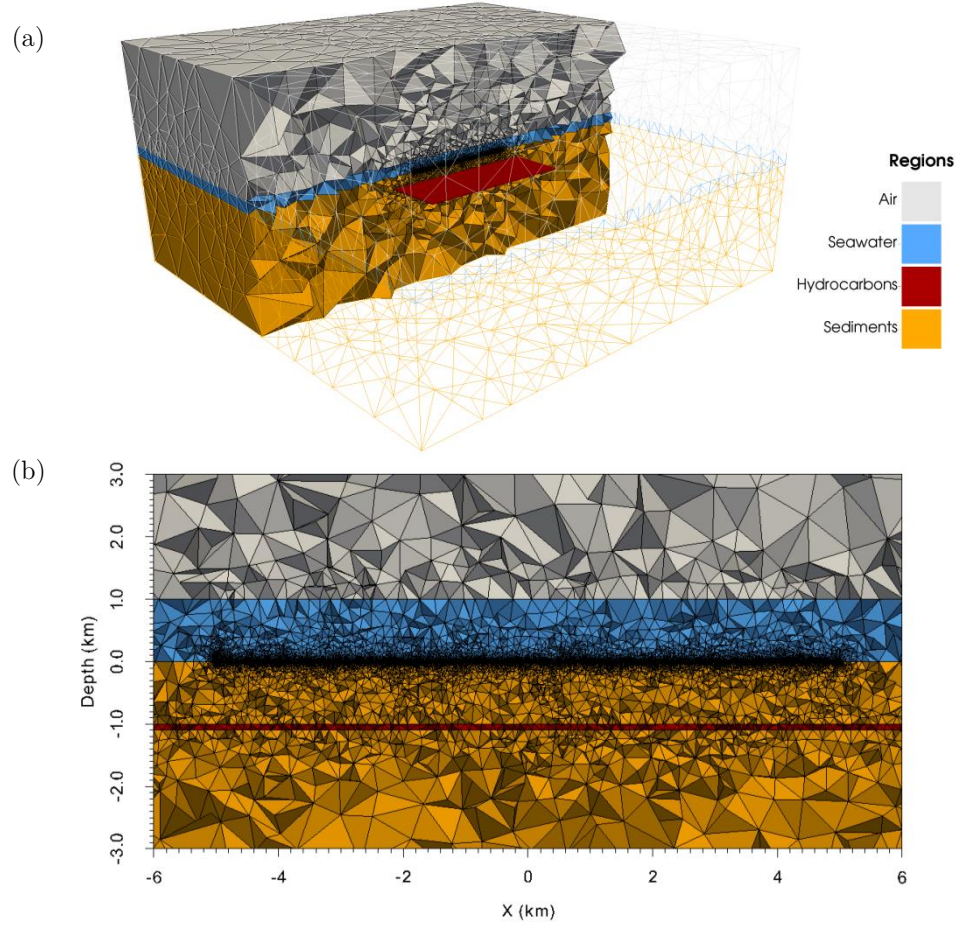 (a)
Regions
Air
Seawater
Hydrocarbons
Sediments
(b)
3.0
2.0
1.0
0.0
-1.0
-2.0
-3.0
Depth (km)
-6 -4 -2 0 2 4 6
X (km)